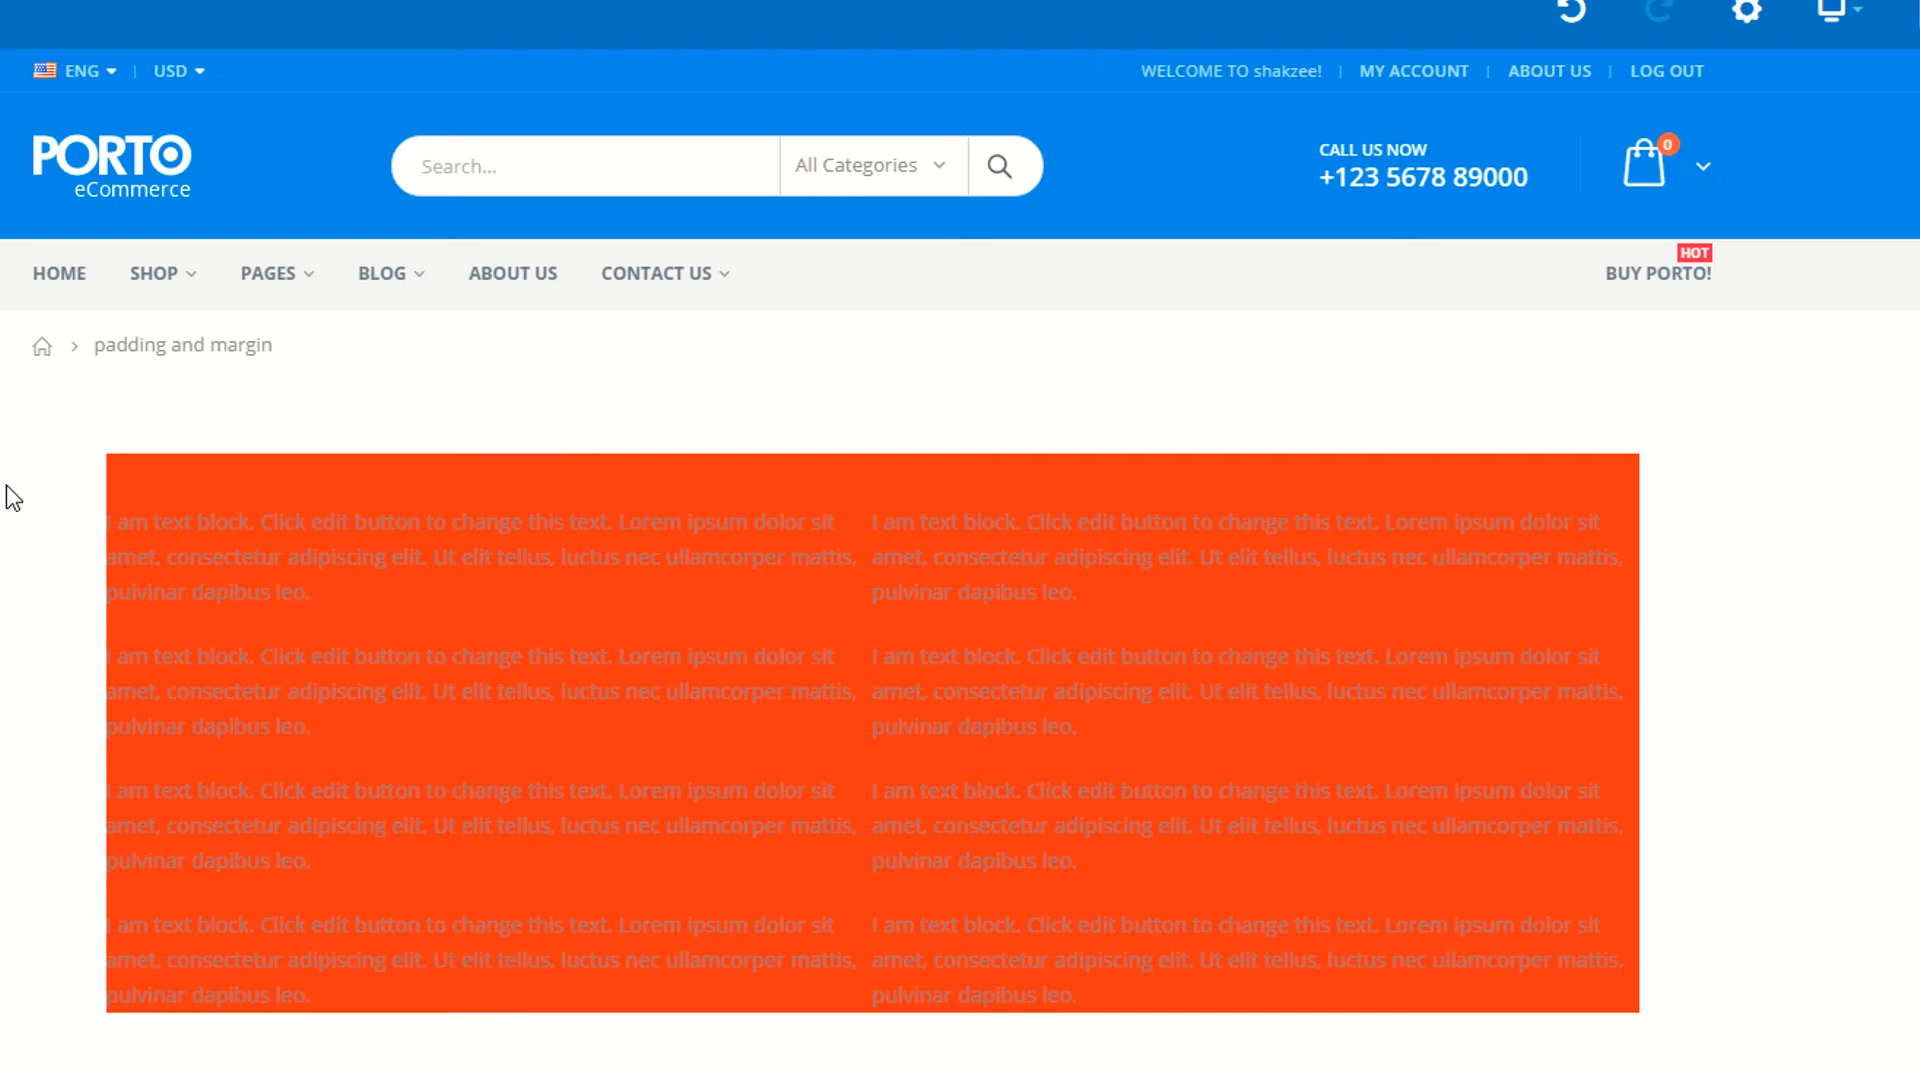 ENG USD WELCOME TO shakzee! MY ACCOUNT ABOUT US LOG OUT
PORTO
eCommerce
Search... All Categories
CALL US NOW
+123 5678 89000
0
HOME SHOP PAGES BLOG ABOUT US CONTACT US
HOT
BUY PORTO!
padding and margin
I am text block. Click edit button to change this text. Lorem ipsum dolor sit
amet, consectetur adipiscing elit. Ut elit tellus, luctus nec ullamcorper mattis,
pulvinar dapibus leo.
I am text block. Click edit button to change this text. Lorem ipsum dolor sit
amet, consectetur adipiscing elit. Ut elit tellus, luctus nec ullamcorper mattis,
pulvinar dapibus leo.
I am text block. Click edit button to change this text. Lorem ipsum dolor sit
amet, consectetur adipiscing elit. Ut elit tellus, luctus nec ullamcorper mattis,
pulvinar dapibus leo.
I am text block. Click edit button to change this text. Lorem ipsum dolor sit
amet, consectetur adipiscing elit. Ut elit tellus, luctus nec ullamcorper mattis,
pulvinar dapibus leo.
I am text block. Click edit button to change this text. Lorem ipsum dolor sit
amet, consectetur adipiscing elit. Ut elit tellus, luctus nec ullamcorper mattis,
pulvinar dapibus leo.
I am text block. Click edit button to change this text. Lorem ipsum dolor sit
amet, consectetur adipiscing elit. Ut elit tellus, luctus nec ullamcorper mattis,
pulvinar dapibus leo.
I am text block. Click edit button to change this text. Lorem ipsum dolor sit
amet, consectetur adipiscing elit. Ut elit tellus, luctus nec ullamcorper mattis,
pulvinar dapibus leo.
I am text block. Click edit button to change this text. Lorem ipsum dolor sit
amet, consectetur adipiscing elit. Ut elit tellus, luctus nec ullamcorper mattis,
pulvinar dapibus leo.